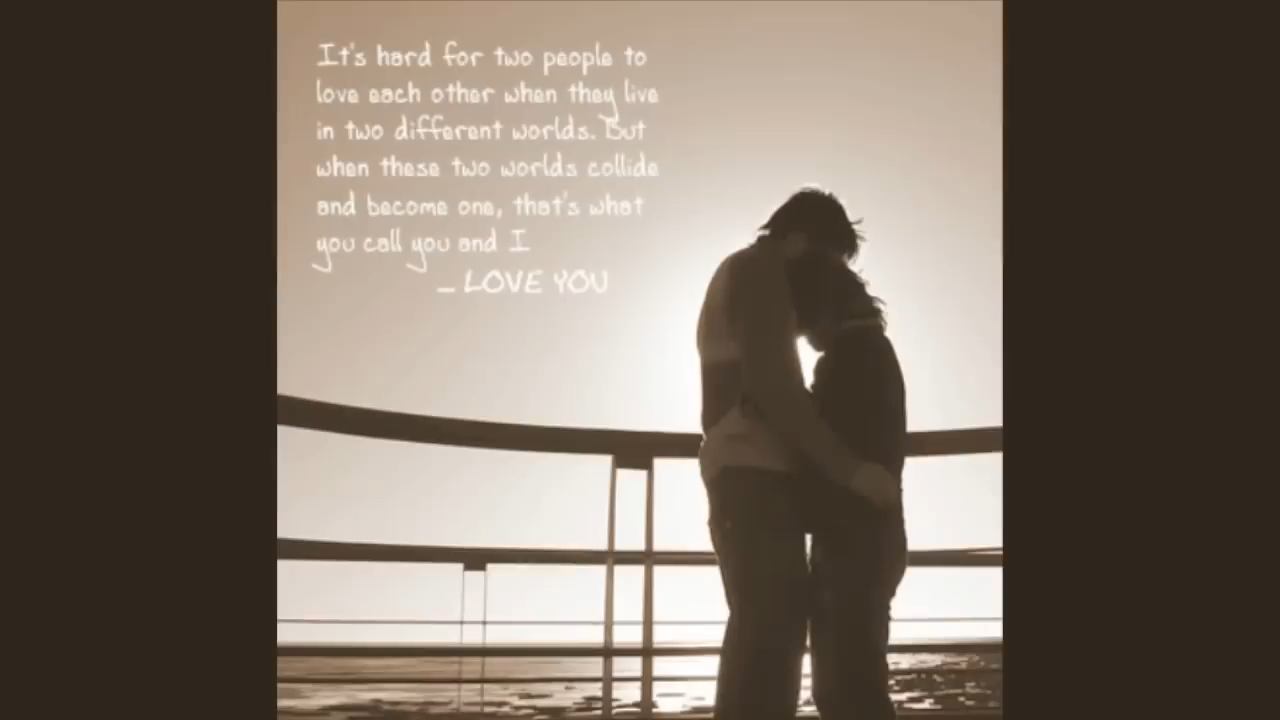 It's hard for two people to
love each other when they live
in two different worlds. But
when these two worlds collide
and become one, that's what
you call you and I
_ LOVE YOU